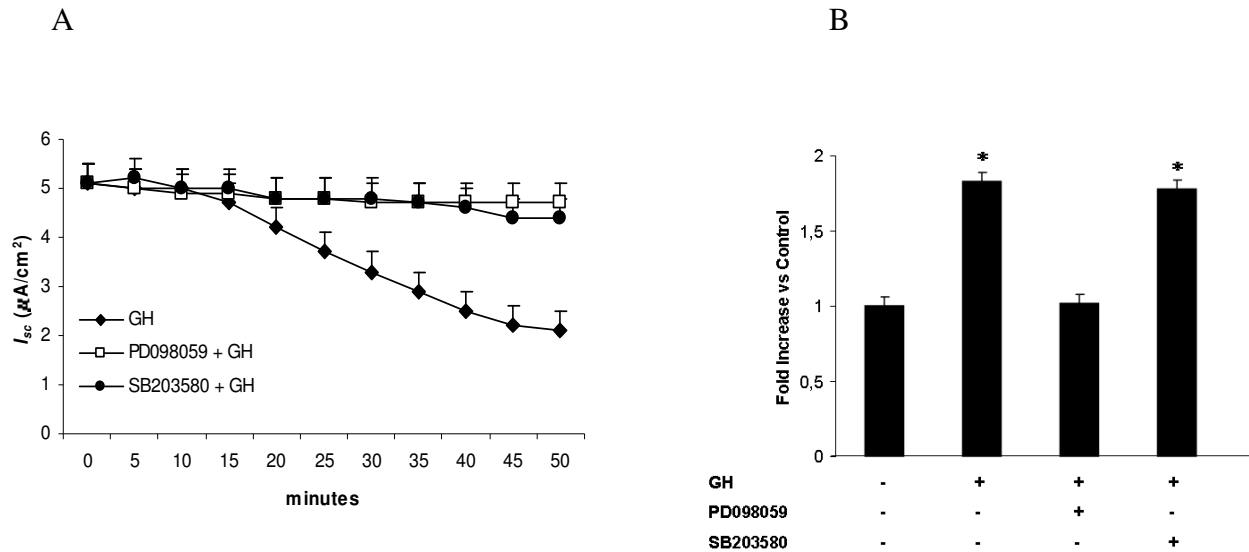 A
B
6
5
4
3
2
1
0
Isc (μA/cm²)
GH
PD098059 + GH
SB203580 + GH
0 5 10 15 20 25 30 35 40 45 50
minutes
2
1,5
1
0,5
0
Fold Increase vs Control
*
*
GH - + + +
PD098059 - - + -
SB203580 - - - +